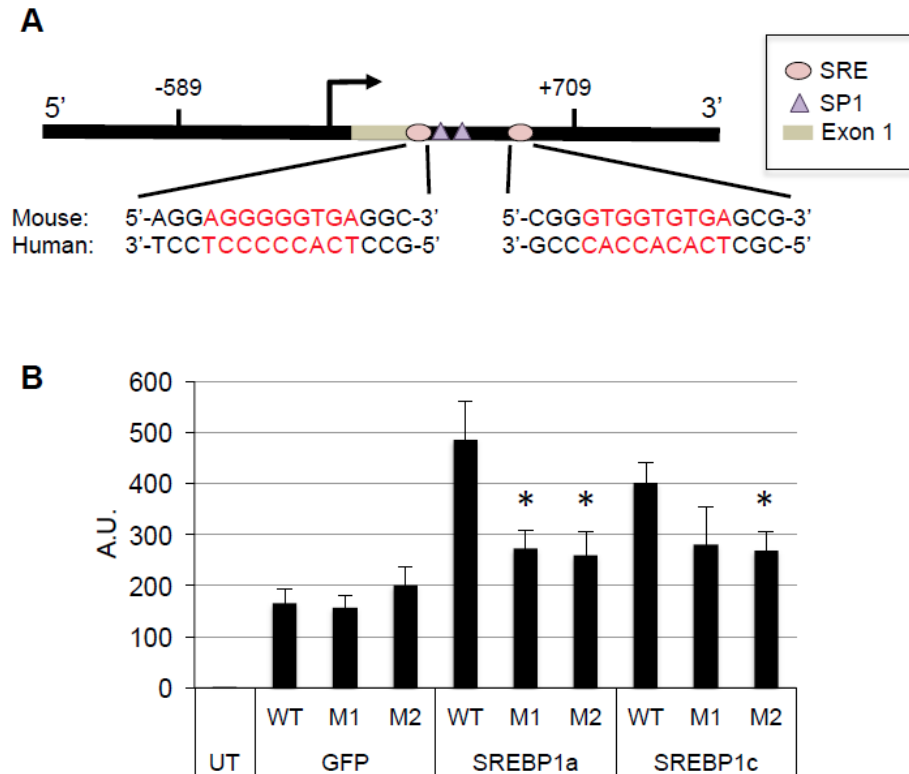 A
SRE
SP1
Exon 1
5’ -589 +709 3’
Mouse: 5’-AGGAGGGGGTGAGGC-3’ 5’-CGGGTGGTGTGAGCG-3’
Human: 3’-TCCTCCCCCACTCCG-5’ 3’-GCCCACCACACTCGC-5’
B
A.U.
600
500
400
300
200
100
0
* * *
WT M1 M2 WT M1 M2 WT M1 M2
UT GFP SREBP1a SREBP1c